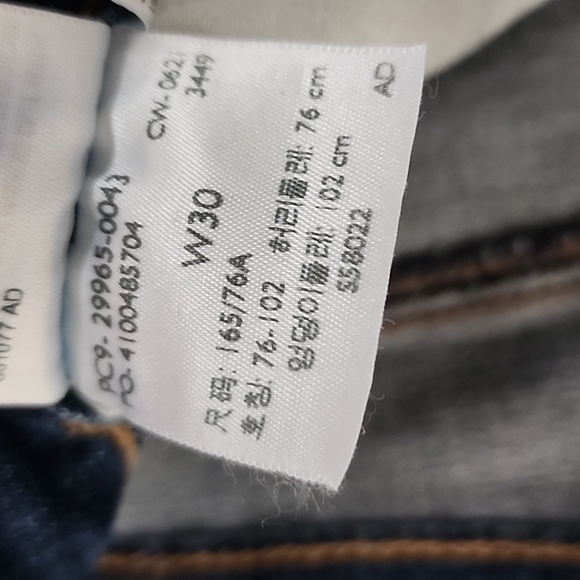 PC9- 29965-0043
PO- 4100485704
CW- 0621
3449
W30
尺码: 165/76A
호칭: 76-102 허리둘레: 76 cm
엉덩이둘레: 102 cm
S58022
AD